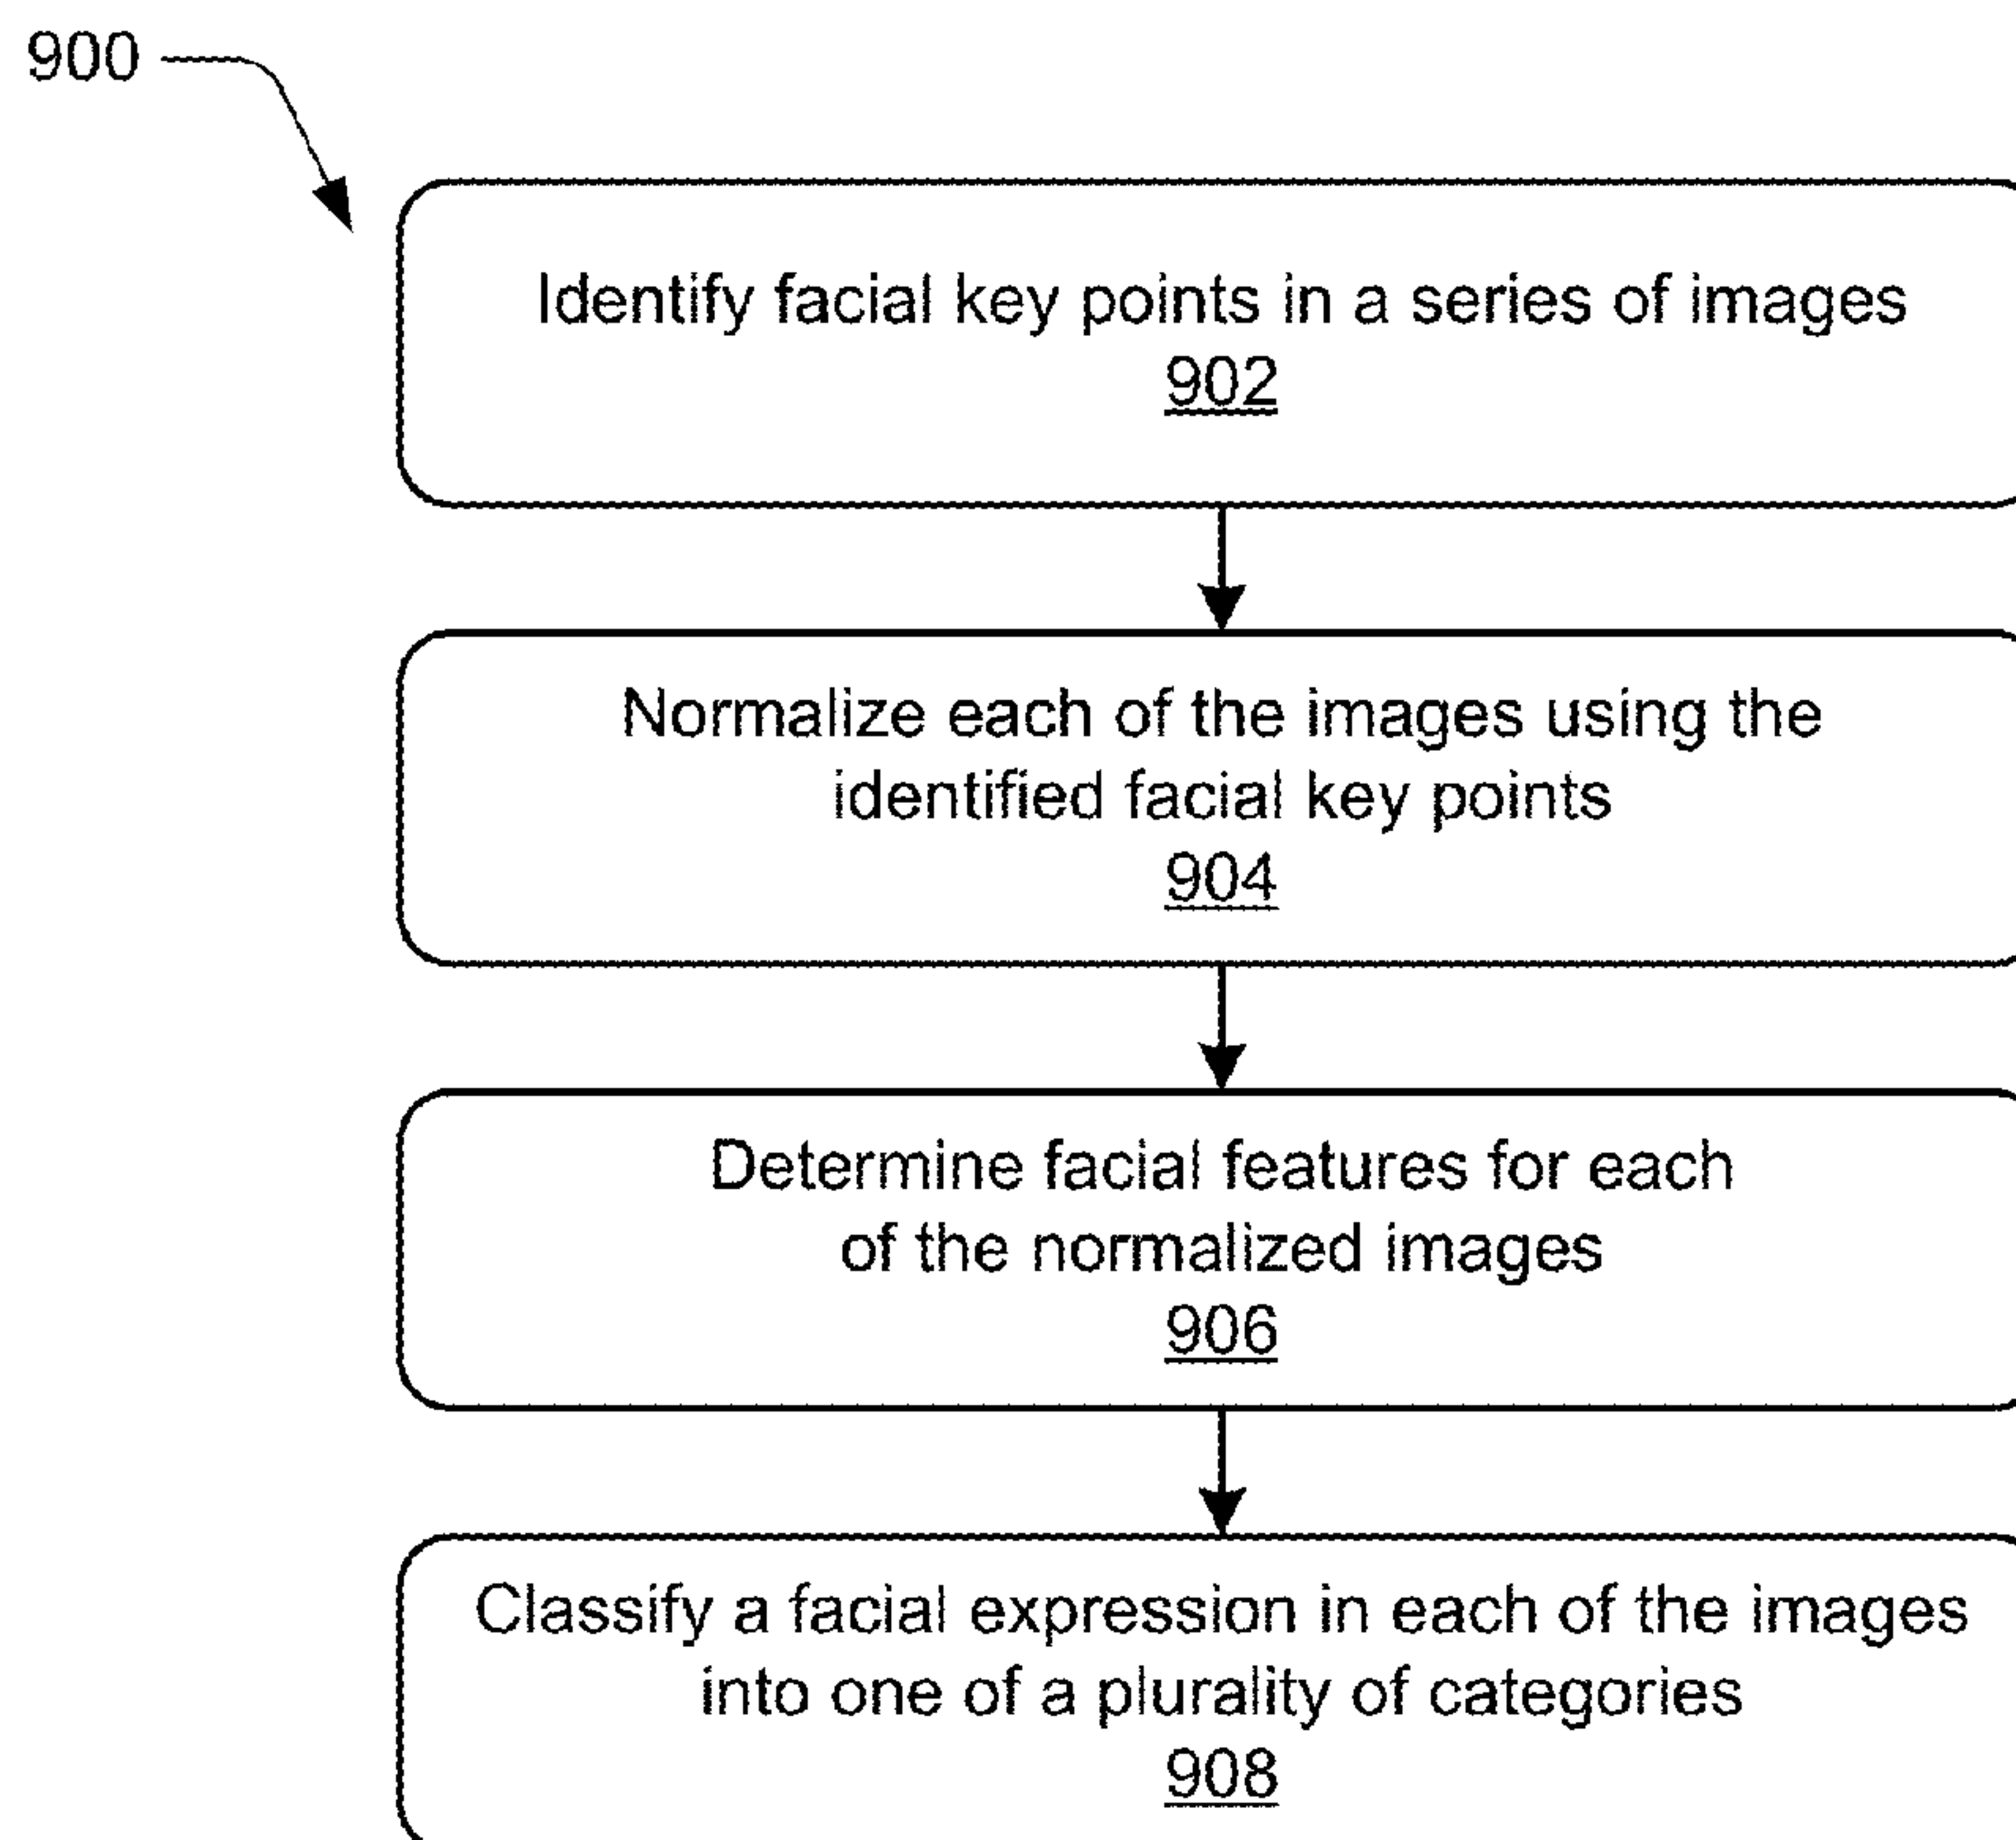 900
Identify facial key points in a series of images
902
Normalize each of the images using the
identified facial key points
904
Determine facial features for each
of the normalized images
906
Classify a facial expression in each of the images
into one of a plurality of categories
908